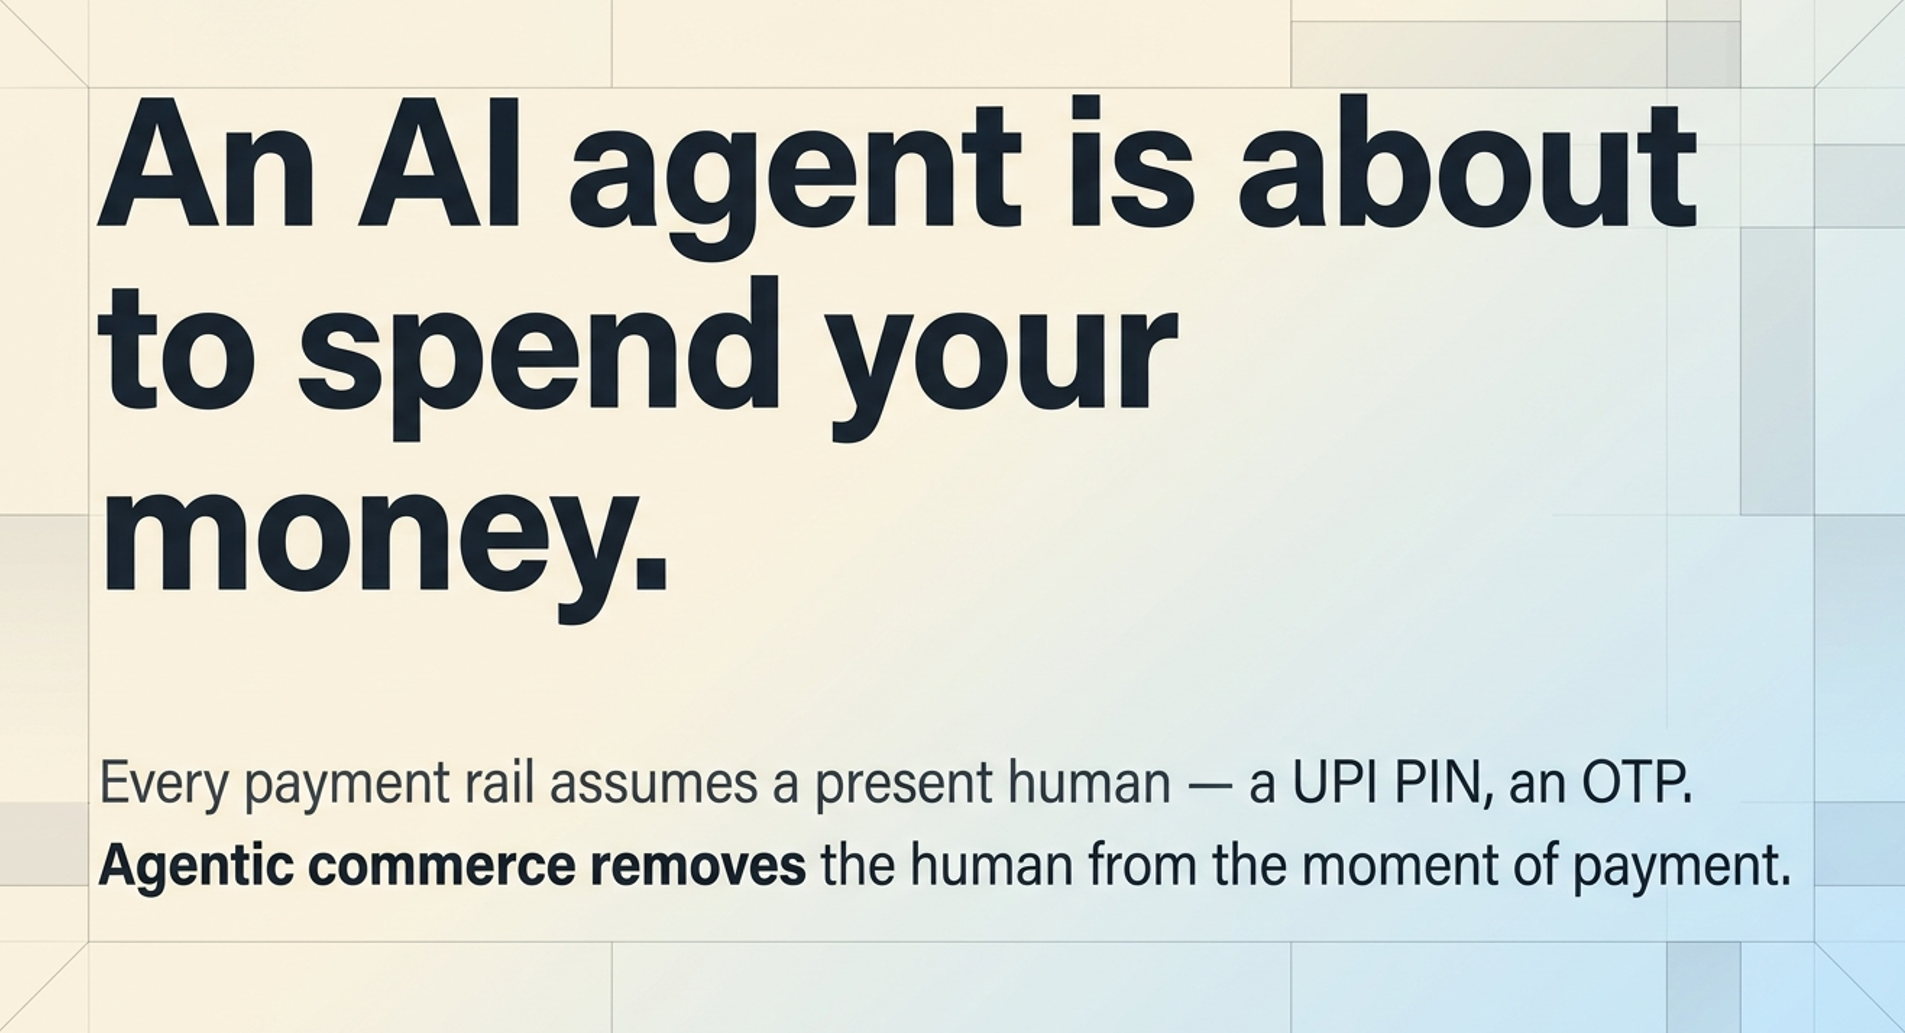 An AI agent is about
to spend your
money.
Every payment rail assumes a present human — a UPI PIN, an OTP.
Agentic commerce removes the human from the moment of payment.